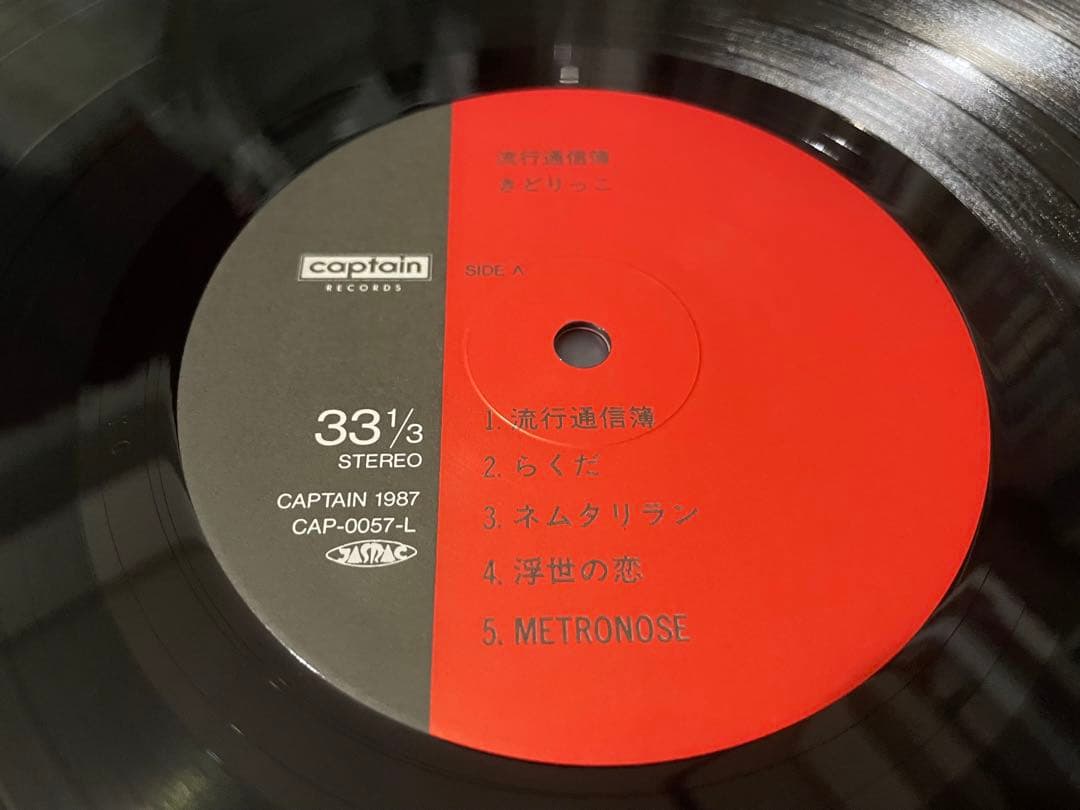 流行通信簿
きどりっこ
captain
RECORDS
SIDE A
33 1/3
STEREO
CAPTAIN 1987
CAP-0057-L
JASRAC
1. 流行通信簿
2. らくだ
3. ネムタリラン
4. 浮世の恋
5. METRONOSE